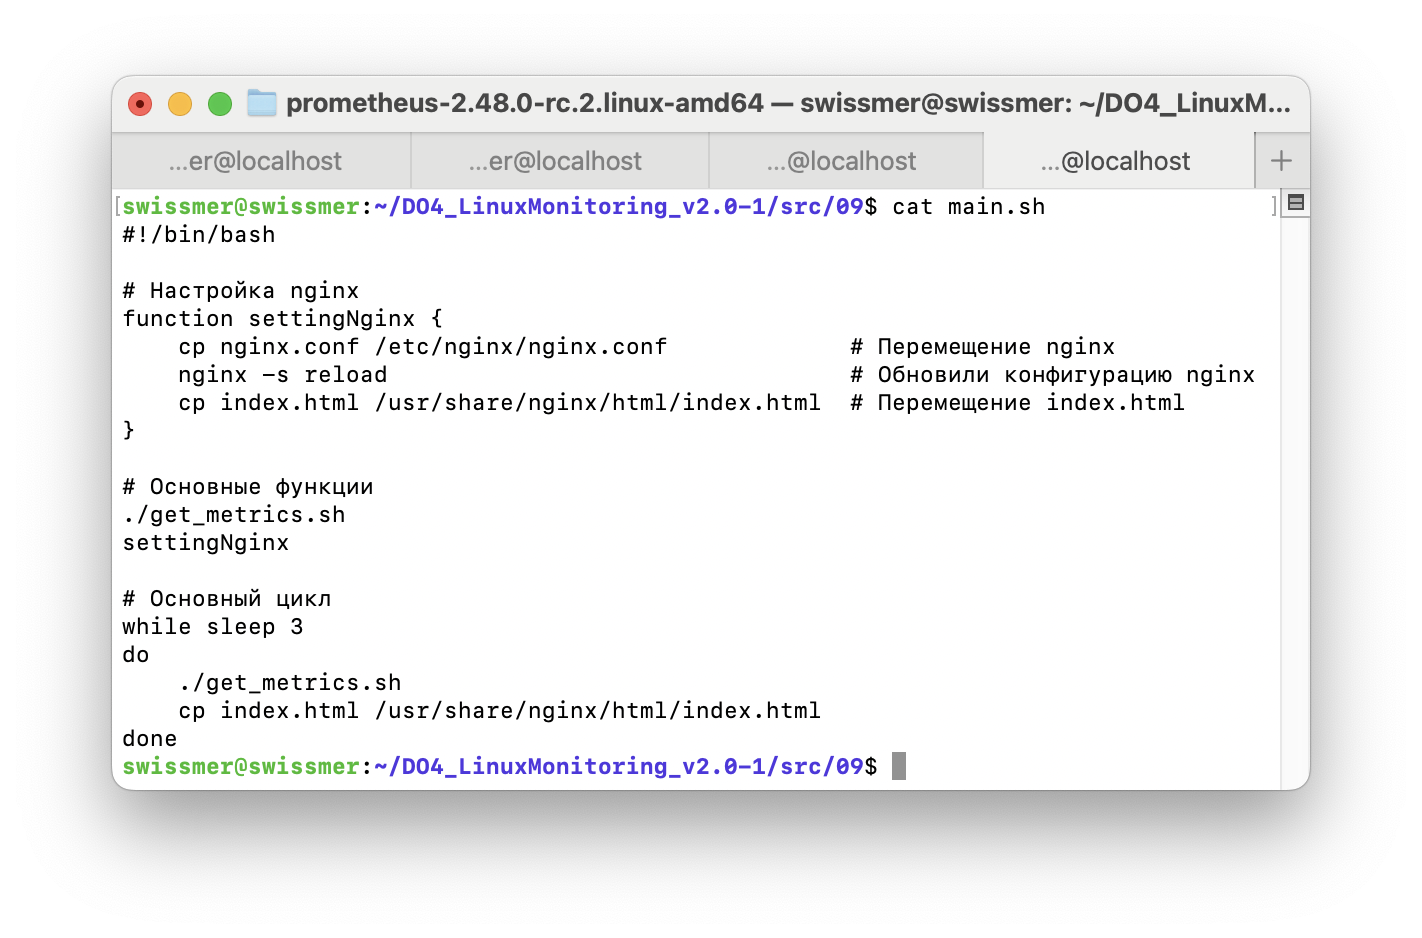 prometheus-2.48.0-rc.2.linux-amd64 — swissmer@swissmer: ~/DO4_LinuxM...
...er@localhost ...er@localhost ...@localhost ...@localhost +
[swissmer@swissmer:~/DO4_LinuxMonitoring_v2.0-1/src/09$ cat main.sh ]
#!/bin/bash

# Настройка nginx
function settingNginx {
    cp nginx.conf /etc/nginx/nginx.conf             # Перемещение nginx
    nginx -s reload                                 # Обновили конфигурацию nginx
    cp index.html /usr/share/nginx/html/index.html  # Перемещение index.html
}

# Основные функции
./get_metrics.sh
settingNginx

# Основный цикл
while sleep 3
do
    ./get_metrics.sh
    cp index.html /usr/share/nginx/html/index.html
done
swissmer@swissmer:~/DO4_LinuxMonitoring_v2.0-1/src/09$